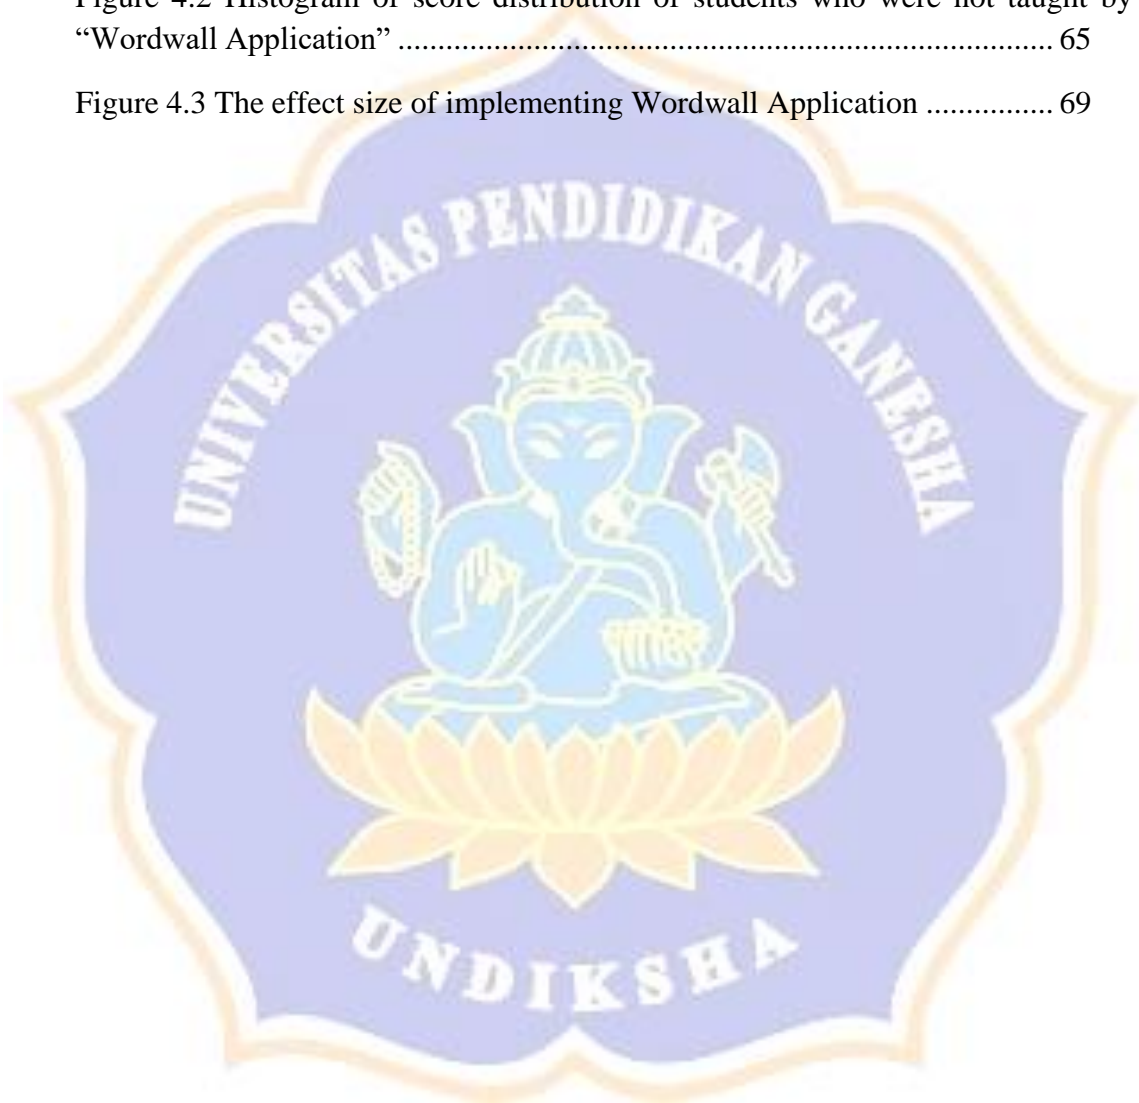 Figure 4.2 Histogram of score distribution of students who were not taught by
“Wordwall Application” .................................................................................. 65
Figure 4.3 The effect size of implementing Wordwall Application ................ 69
UNIVERSITAS PENDIDIKAN GANESHA
UNDIKSHA